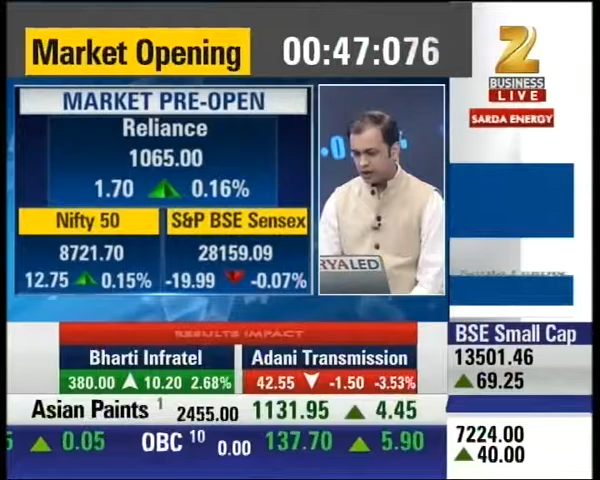 Market Opening
00:47:076
Z
BUSINESS
LIVE
SARDA ENERGY
MARKET PRE-OPEN
Reliance
1065.00
1.70 0.16%
Nifty 50
8721.70
12.75 0.15%
S&P BSE Sensex
28159.09
-19.99 -0.07%
RYALED
RESULTS IMPACT
Bharti Infratel
380.00 10.20 2.68%
Adani Transmission
42.55 -1.50 -3.53%
BSE Small Cap
13501.46
69.25
Asian Paints 1 2455.00 1131.95 4.45
5 0.05 OBC 10 0.00 137.70 5.90
7224.00
40.00